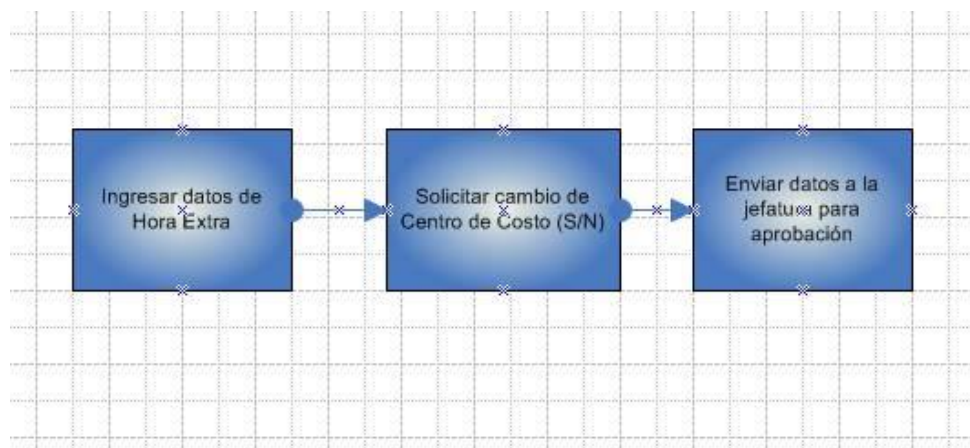 Ingresar datos de
Hora Extra
Solicitar cambio de
Centro de Costo (S/N)
Enviar datos a la
jefatura para
aprobación